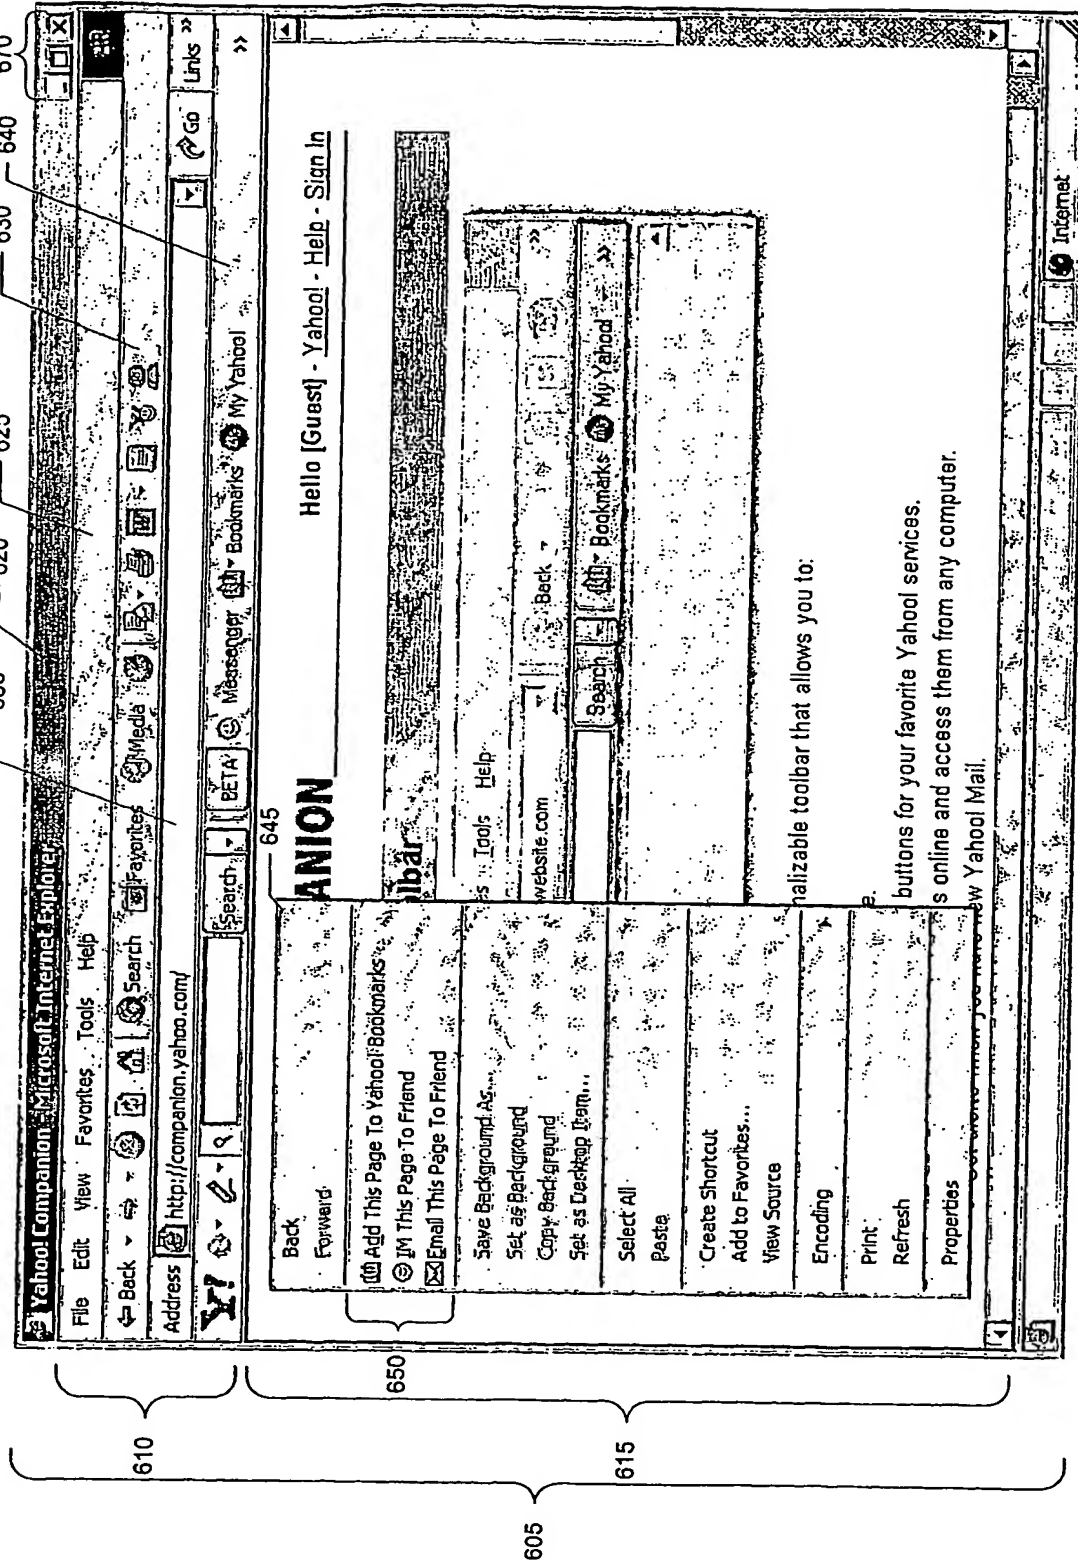 670
640
630
625
620
Yahoo! Companion - Microsoft Internet Explorer
File Edit View Favorites Tools Help
Back Search Favorites Media
Address http://companion.yahoo.com/ Go Links »
Y! Search BETA Messenger Bookmarks My Yahoo! »
645
Hello [Guest] - Yahoo! - Help - Sign In
ANION
lbar
Tools Help
website.com Back »
Search Bookmarks My Yahoo! »
nalizable toolbar that allows you to:
e.
buttons for your favorite Yahoo! services.
s online and access them from any computer.
ew Yahoo! Mail.
Back
Forward
Add This Page To Yahoo! Bookmarks
IM This Page To Friend
Email This Page To Friend
Save Background As...
Set as Background
Copy Background
Set as Desktop Item...
Select All
Paste
Create Shortcut
Add to Favorites...
View Source
Encoding
Print
Refresh
Properties
Internet
650
610
615
605